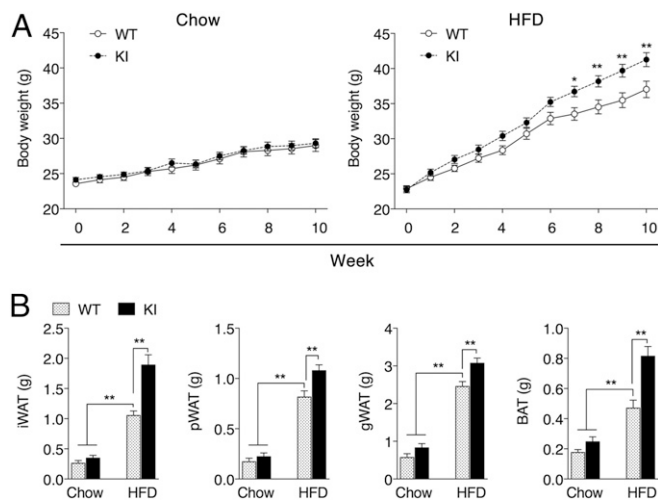 A
Chow
HFD
WT
KI
WT
KI
Body weight (g)
45
40
35
30
25
20
0 2 4 6 8 10
Body weight (g)
45
40
35
30
25
20
* ** ** **
0 2 4 6 8 10
Week
B
WT KI
iWAT (g)
2.5
2.0
1.5
1.0
0.5
0.0
**
**
Chow HFD
pWAT (g)
1.5
1.0
0.5
0.0
**
**
Chow HFD
gWAT (g)
4
3
2
1
0
**
**
Chow HFD
BAT (g)
1.0
0.8
0.6
0.4
0.2
0.0
**
**
Chow HFD